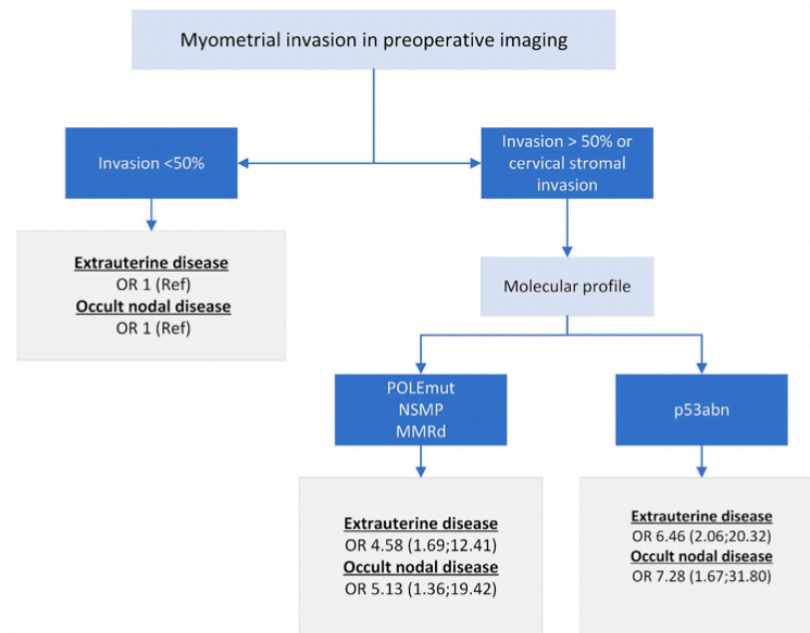 Myometrial invasion in preoperative imaging
Invasion <50%
Invasion > 50% or
cervical stromal
invasion
Extrauterine disease
OR 1 (Ref)
Occult nodal disease
OR 1 (Ref)
Molecular profile
POLEmut
NSMP
MMRd
p53abn
Extrauterine disease
OR 4.58 (1.69;12.41)
Occult nodal disease
OR 5.13 (1.36;19.42)
Extrauterine disease
OR 6.46 (2.06;20.32)
Occult nodal disease
OR 7.28 (1.67;31.80)